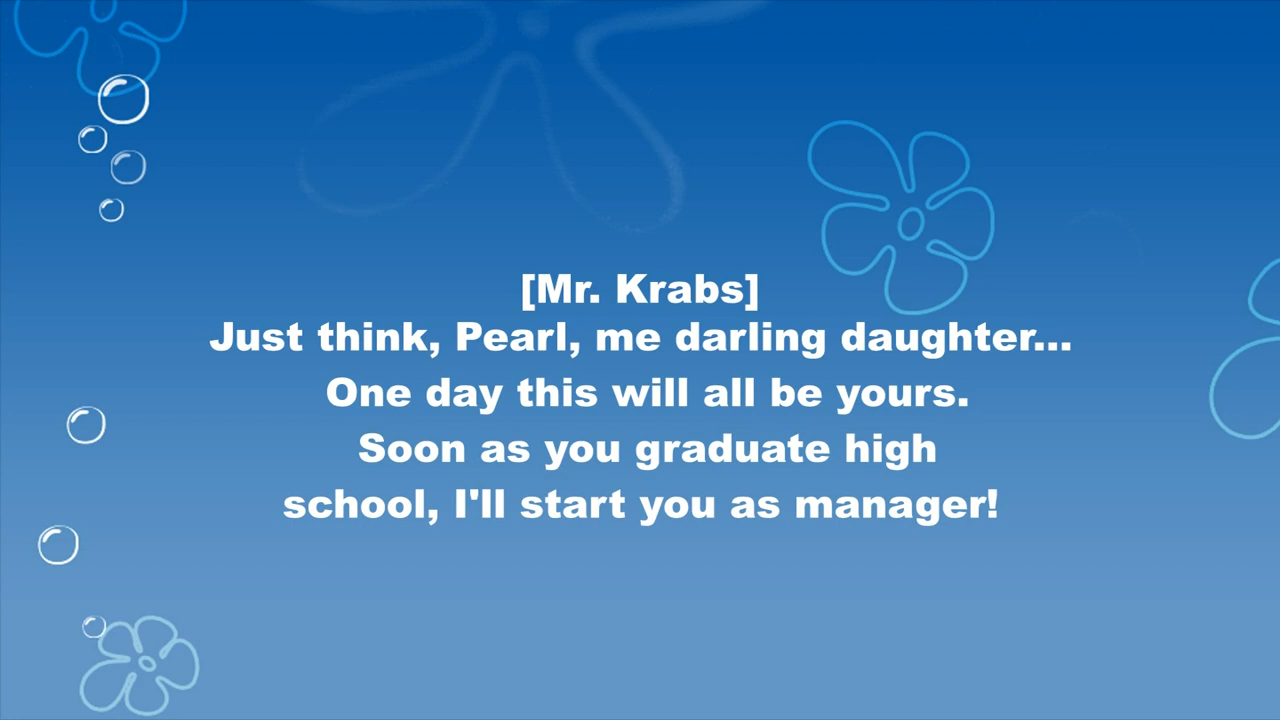 [Mr. Krabs]
Just think, Pearl, me darling daughter...
One day this will all be yours.
Soon as you graduate high
school, I'll start you as manager!